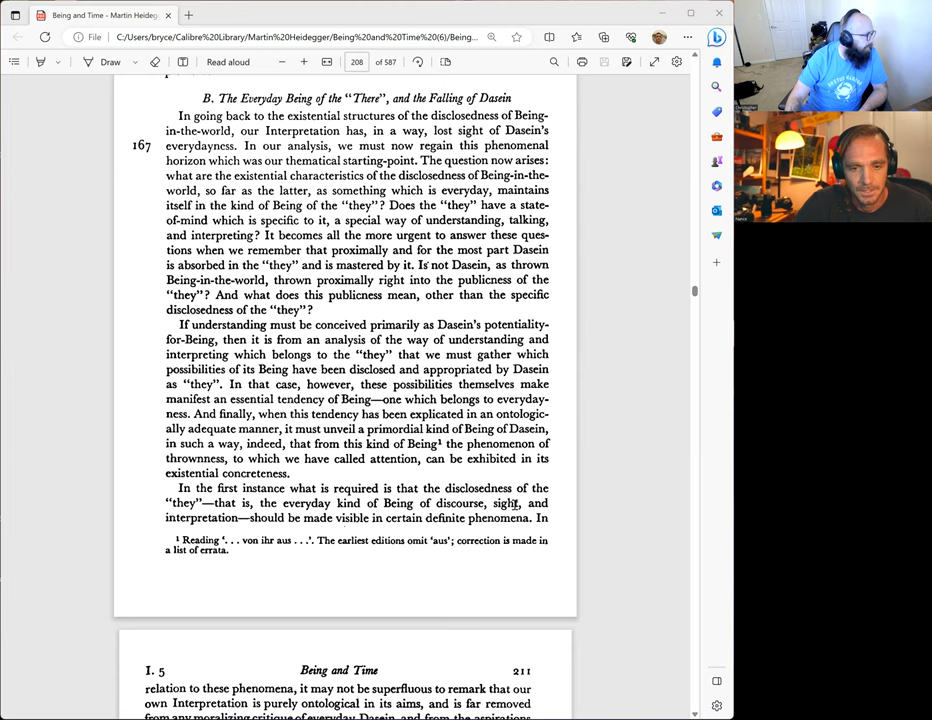 Being and Time - Martin Heideg
File
C:/Users/bryce/Calibre%20Library/Martin%20Heidegger/Being%20and%20Time%20(6)/Being...
Draw
Read aloud
208
of 587
B. The Everyday Being of the "There", and the Falling of Dasein
In going back to the existential structures of the disclosedness of Being-
in-the-world, our Interpretation has, in a way, lost sight of Dasein's
167
everydayness. In our analysis, we must now regain this phenomenal
horizon which was our thematical starting-point. The question now arises:
what are the existential characteristics of the disclosedness of Being-in-the-
world, so far as the latter, as something which is everyday, maintains
itself in the kind of Being of the "they"? Does the "they" have a state-
of-mind which is specific to it, a special way of understanding, talking,
and interpreting? It becomes all the more urgent to answer these ques-
tions when we remember that proximally and for the most part Dasein
is absorbed in the "they" and is mastered by it. Is not Dasein, as thrown
Being-in-the-world, thrown proximally right into the publicness of the
"they"? And what does this publicness mean, other than the specific
disclosedness of the "they"?
If understanding must be conceived primarily as Dasein's potentiality-
for-Being, then it is from an analysis of the way of understanding and
interpreting which belongs to the "they" that we must gather which
possibilities of its Being have been disclosed and appropriated by Dasein
as "they". In that case, however, these possibilities themselves make
manifest an essential tendency of Being—one which belongs to everyday-
ness. And finally, when this tendency has been explicated in an ontologic-
ally adequate manner, it must unveil a primordial kind of Being of Dasein,
in such a way, indeed, that from this kind of Being¹ the phenomenon of
thrownness, to which we have called attention, can be exhibited in its
existential concreteness.
In the first instance what is required is that the disclosedness of the
"they"—that is, the everyday kind of Being of discourse, sight, and
interpretation—should be made visible in certain definite phenomena. In
¹ Reading '. . . von ihr aus . . .'. The earliest editions omit 'aus'; correction is made in
a list of errata.
I. 5
Being and Time
211
relation to these phenomena, it may not be superfluous to remark that our
own Interpretation is purely ontological in its aims, and is far removed
from any moralizing critique of everyday Dasein, and from the aspirations